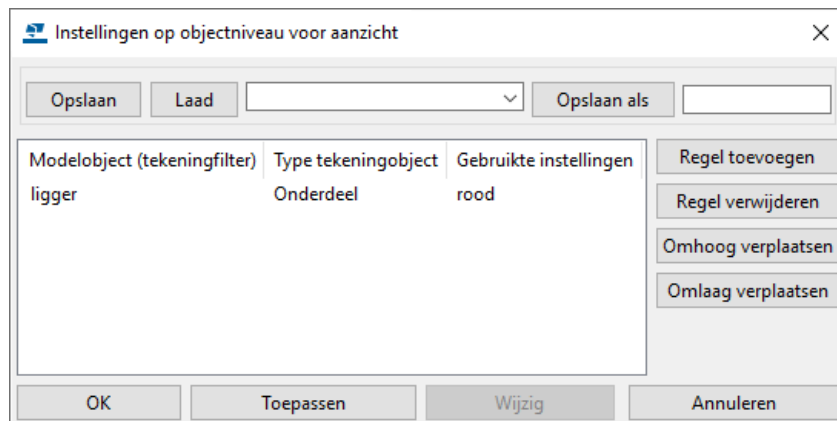 Instellingen op objectniveau voor aanzicht
Opslaan Laad Opslaan als
Modelobject (tekeningfilter) Type tekeningobject Gebruikte instellingen
ligger Onderdeel rood
Regel toevoegen
Regel verwijderen
Omhoog verplaatsen
Omlaag verplaatsen
OK Toepassen Wijzig Annuleren